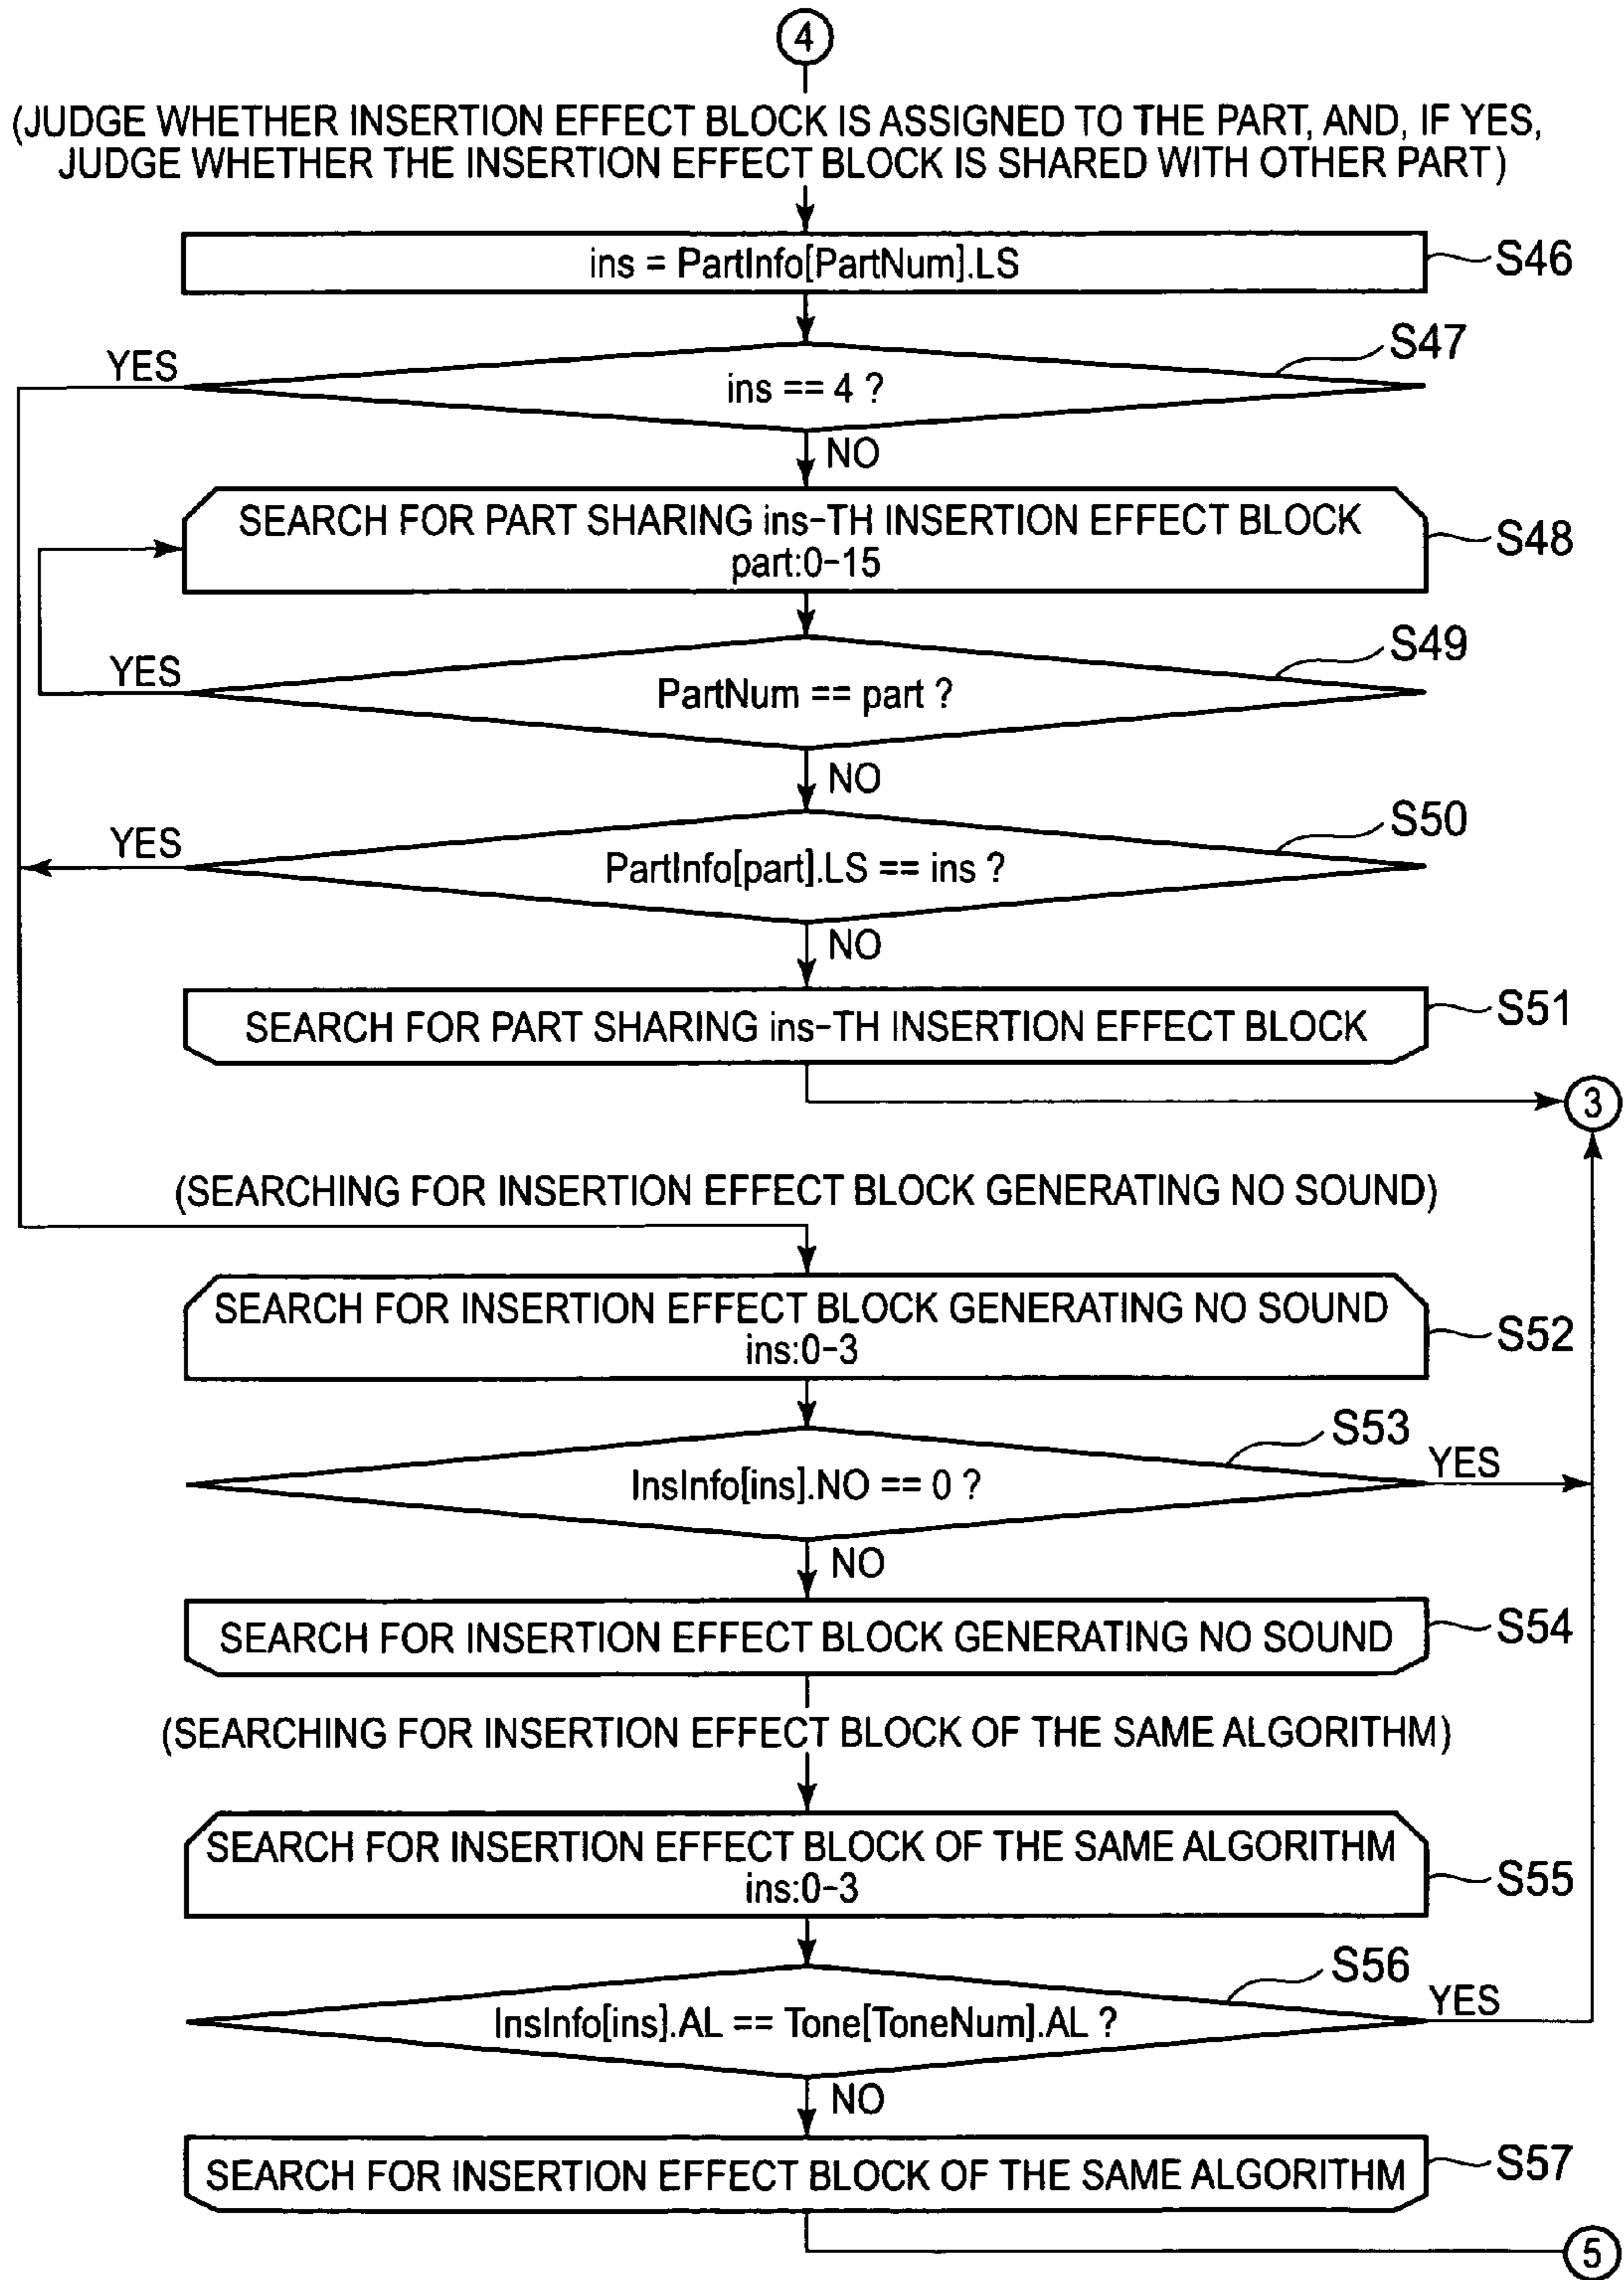 4
(JUDGE WHETHER INSERTION EFFECT BLOCK IS ASSIGNED TO THE PART, AND, IF YES,
JUDGE WHETHER THE INSERTION EFFECT BLOCK IS SHARED WITH OTHER PART)
ins = PartInfo[PartNum].LS
S46
S47
YES
ins == 4 ?
NO
SEARCH FOR PART SHARING ins-TH INSERTION EFFECT BLOCK
part:0-15
S48
S49
YES
PartNum == part ?
NO
S50
YES
PartInfo[part].LS == ins ?
NO
SEARCH FOR PART SHARING ins-TH INSERTION EFFECT BLOCK
S51
3
(SEARCHING FOR INSERTION EFFECT BLOCK GENERATING NO SOUND)
SEARCH FOR INSERTION EFFECT BLOCK GENERATING NO SOUND
ins:0-3
S52
S53
YES
InsInfo[ins].NO == 0 ?
NO
SEARCH FOR INSERTION EFFECT BLOCK GENERATING NO SOUND
S54
(SEARCHING FOR INSERTION EFFECT BLOCK OF THE SAME ALGORITHM)
SEARCH FOR INSERTION EFFECT BLOCK OF THE SAME ALGORITHM
ins:0-3
S55
S56
YES
InsInfo[ins].AL == Tone[ToneNum].AL ?
NO
SEARCH FOR INSERTION EFFECT BLOCK OF THE SAME ALGORITHM
S57
5